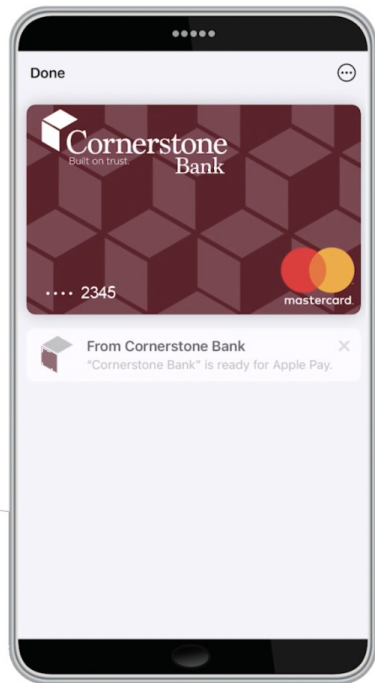 Done
Cornerstone
Built on trust.
Bank
•••• 2345
mastercard.
From Cornerstone Bank
"Cornerstone Bank" is ready for Apple Pay.